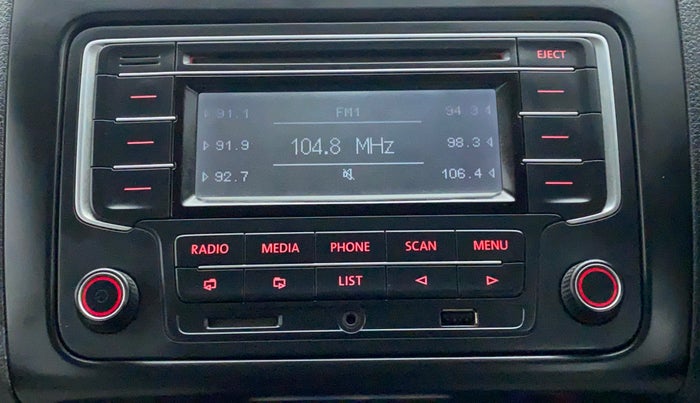 EJECT
91.1 FM1 94.3
91.9 104.8 MHz 98.3
92.7 106.4
RADIO MEDIA PHONE SCAN MENU
LIST